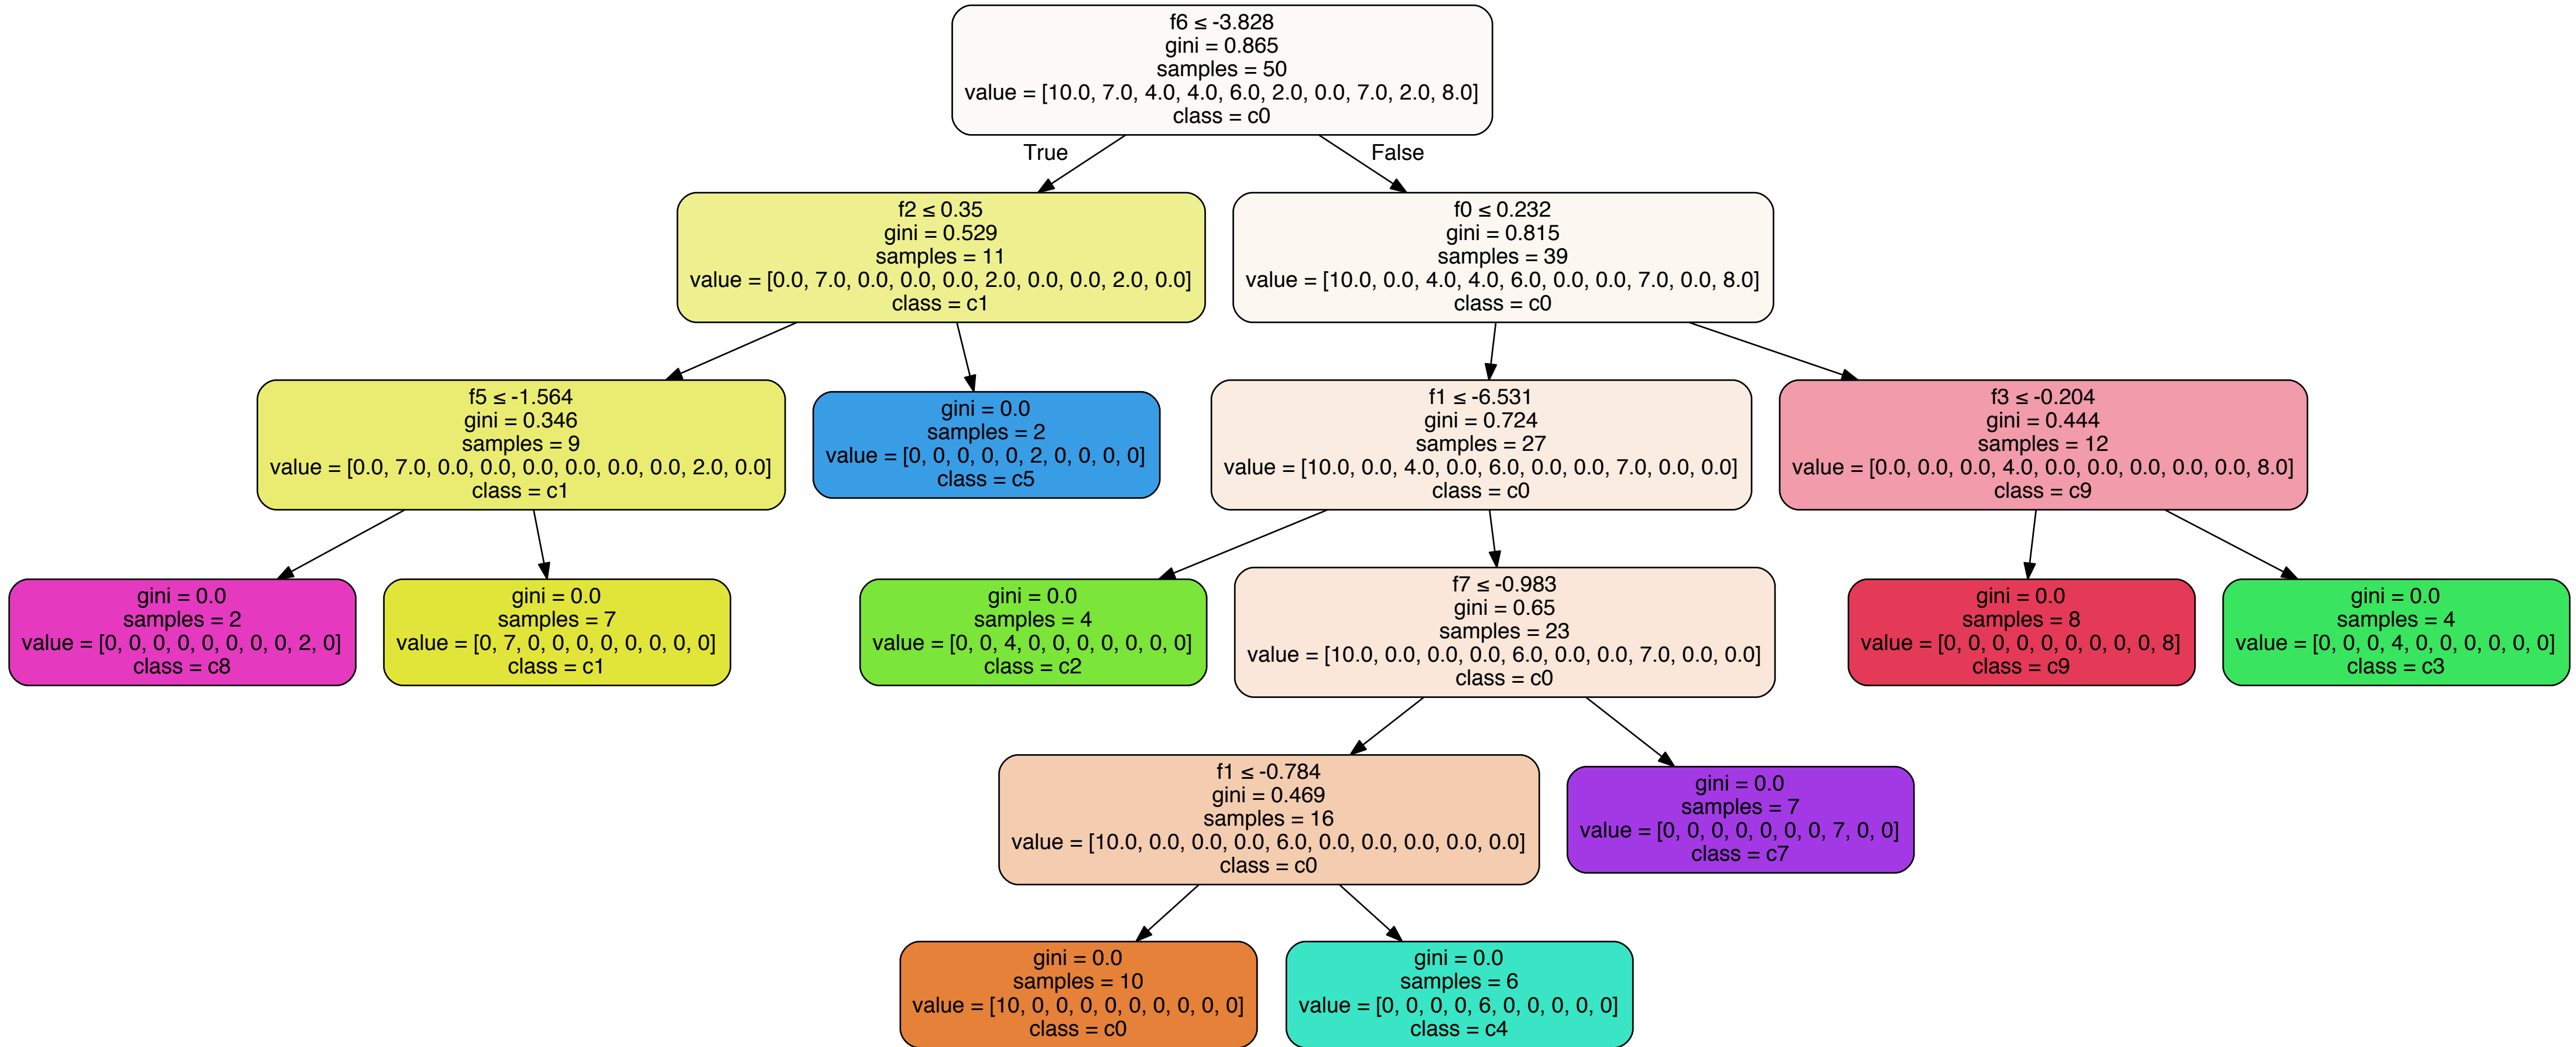 f6 ≤ -3.828
gini = 0.865
samples = 50
value = [10.0, 7.0, 4.0, 4.0, 6.0, 2.0, 0.0, 7.0, 2.0, 8.0]
class = c0
True
False
f2 ≤ 0.35
gini = 0.529
samples = 11
value = [0.0, 7.0, 0.0, 0.0, 0.0, 2.0, 0.0, 0.0, 2.0, 0.0]
class = c1
f0 ≤ 0.232
gini = 0.815
samples = 39
value = [10.0, 0.0, 4.0, 4.0, 6.0, 0.0, 0.0, 7.0, 0.0, 8.0]
class = c0
f5 ≤ -1.564
gini = 0.346
samples = 9
value = [0.0, 7.0, 0.0, 0.0, 0.0, 0.0, 0.0, 0.0, 2.0, 0.0]
class = c1
gini = 0.0
samples = 2
value = [0, 0, 0, 0, 0, 2, 0, 0, 0, 0]
class = c5
f1 ≤ -6.531
gini = 0.724
samples = 27
value = [10.0, 0.0, 4.0, 0.0, 6.0, 0.0, 0.0, 7.0, 0.0, 0.0]
class = c0
f3 ≤ -0.204
gini = 0.444
samples = 12
value = [0.0, 0.0, 0.0, 4.0, 0.0, 0.0, 0.0, 0.0, 0.0, 8.0]
class = c9
gini = 0.0
samples = 2
value = [0, 0, 0, 0, 0, 0, 0, 0, 2, 0]
class = c8
gini = 0.0
samples = 7
value = [0, 7, 0, 0, 0, 0, 0, 0, 0, 0]
class = c1
gini = 0.0
samples = 4
value = [0, 0, 4, 0, 0, 0, 0, 0, 0, 0]
class = c2
f7 ≤ -0.983
gini = 0.65
samples = 23
value = [10.0, 0.0, 0.0, 0.0, 6.0, 0.0, 0.0, 7.0, 0.0, 0.0]
class = c0
gini = 0.0
samples = 8
value = [0, 0, 0, 0, 0, 0, 0, 0, 0, 8]
class = c9
gini = 0.0
samples = 4
value = [0, 0, 0, 4, 0, 0, 0, 0, 0, 0]
class = c3
f1 ≤ -0.784
gini = 0.469
samples = 16
value = [10.0, 0.0, 0.0, 0.0, 6.0, 0.0, 0.0, 0.0, 0.0, 0.0]
class = c0
gini = 0.0
samples = 7
value = [0, 0, 0, 0, 0, 0, 0, 7, 0, 0]
class = c7
gini = 0.0
samples = 10
value = [10, 0, 0, 0, 0, 0, 0, 0, 0, 0]
class = c0
gini = 0.0
samples = 6
value = [0, 0, 0, 0, 6, 0, 0, 0, 0, 0]
class = c4